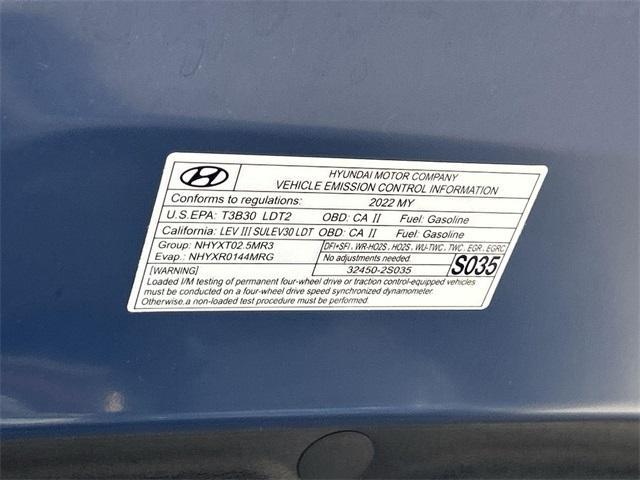 HYUNDAI MOTOR COMPANY
VEHICLE EMISSION CONTROL INFORMATION
Conforms to regulations: 2022 MY
U.S.EPA: T3B30 LDT2 OBD: CA II Fuel: Gasoline
California: LEV III SULEV30 LDT OBD: CA II Fuel: Gasoline
Group: NHYXT02.5MR3
Evap.: NHYXR0144MRG
DFI+SFI, WR-HO2S, HO2S, WU-TWC, TWC, EGR, EGRC
No adjustments needed.
32450-2S035
S035
[WARNING]
Loaded I/M testing of permanent four-wheel drive or traction control-equipped vehicles
must be conducted on a four-wheel drive speed synchronized dynamometer.
Otherwise, a non-loaded test procedure must be performed.